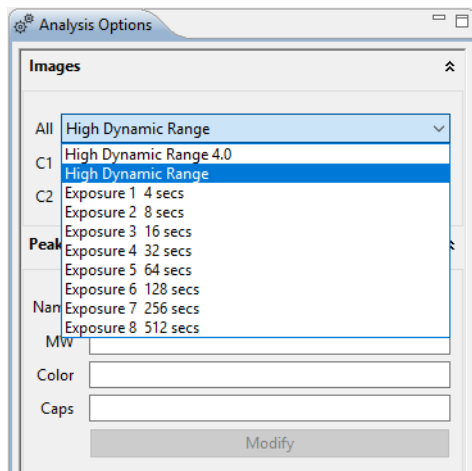 Analysis Options
Images
All High Dynamic Range
High Dynamic Range 4.0
C1 High Dynamic Range
C2 Exposure 1 4 secs
Exposure 2 8 secs
Exposure 3 16 secs
Peak Exposure 4 32 secs
Exposure 5 64 secs
Exposure 6 128 secs
Nam Exposure 7 256 secs
Exposure 8 512 secs
MW
Color
Caps
Modify